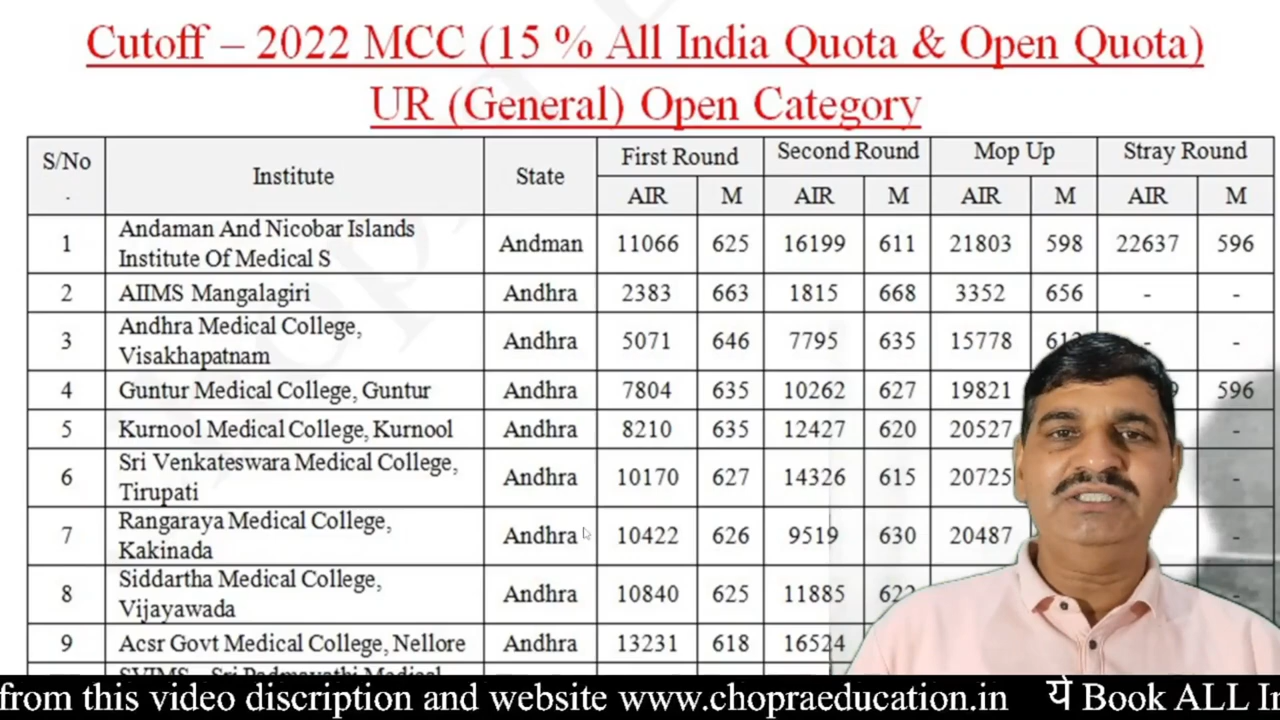 Cutoff – 2022 MCC (15 % All India Quota & Open Quota)
UR (General) Open Category
S/No . Institute State First Round Second Round Mop Up Stray Round
AIR M AIR M AIR M AIR M
1 Andaman And Nicobar Islands Institute Of Medical S Andman 11066 625 16199 611 21803 598 22637 596
2 AIIMS Mangalagiri Andhra 2383 663 1815 668 3352 656 - -
3 Andhra Medical College, Visakhapatnam Andhra 5071 646 7795 635 15778 - -
4 Guntur Medical College, Guntur Andhra 7804 635 10262 627 19821 596
5 Kurnool Medical College, Kurnool Andhra 8210 635 12427 620 20527 -
6 Sri Venkateswara Medical College, Tirupati Andhra 10170 627 14326 615 20725 -
7 Rangaraya Medical College, Kakinada Andhra 10422 626 9519 630 20487 -
8 Siddartha Medical College, Vijayawada Andhra 10840 625 11885 622 -
9 Acsr Govt Medical College, Nellore Andhra 13231 618 16524
SVIMS - Sri Padmavathi Medical
from this video discription and website www.chopraeducation.in ये Book ALL